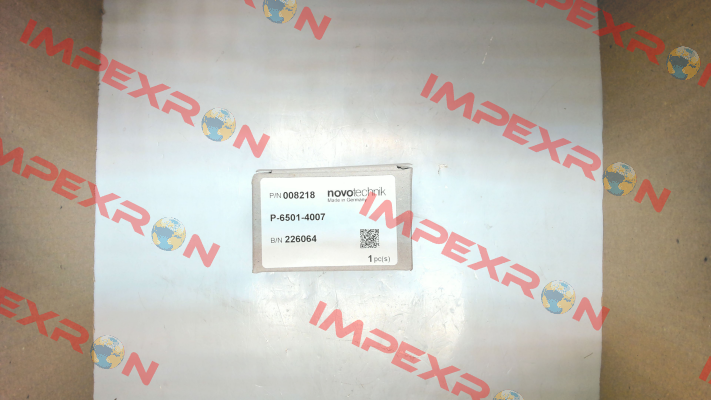 P/N 008218 novotechnik
Made in Germany
P-6501-4007
B/N 226064
1 pc(s)
IMPEXRON
IMPEXRON
IMPEXRON
IMPEXRON
IMPEXRON
IMPEXRON
IMPEXRON